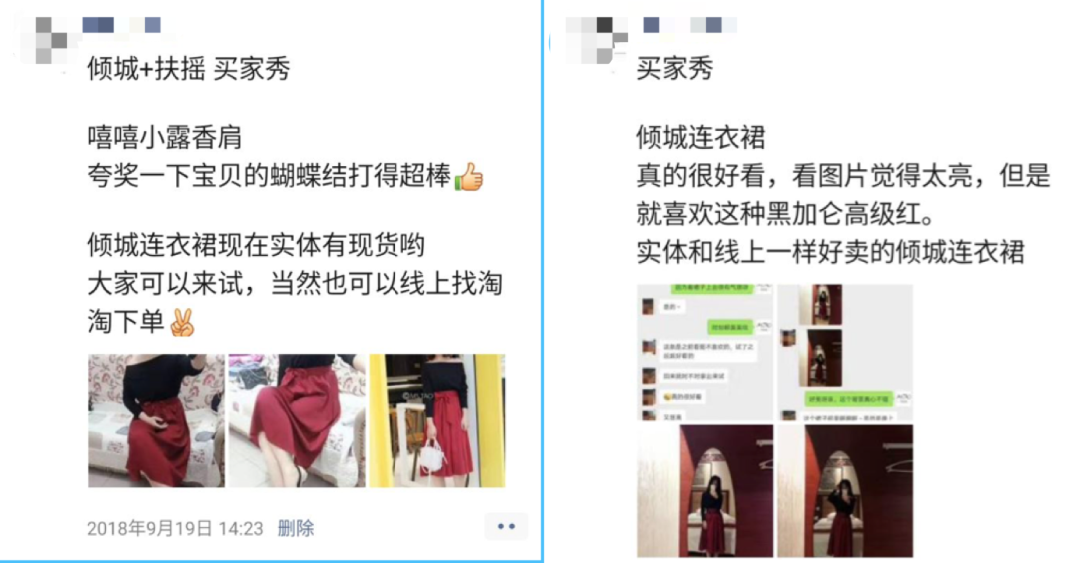 倾城+扶摇 买家秀
嘻嘻小露香肩
夸奖一下宝贝的蝴蝶结打得超棒👍
倾城连衣裙现在实体有现货哟
大家可以来试，当然也可以线上找淘
淘下单✌
2018年9月19日 14:23 删除
买家秀
倾城连衣裙
真的很好看，看图片觉得太亮，但是
就喜欢这种黑加仑高级红。
实体和线上一样好卖的倾城连衣裙
是的~